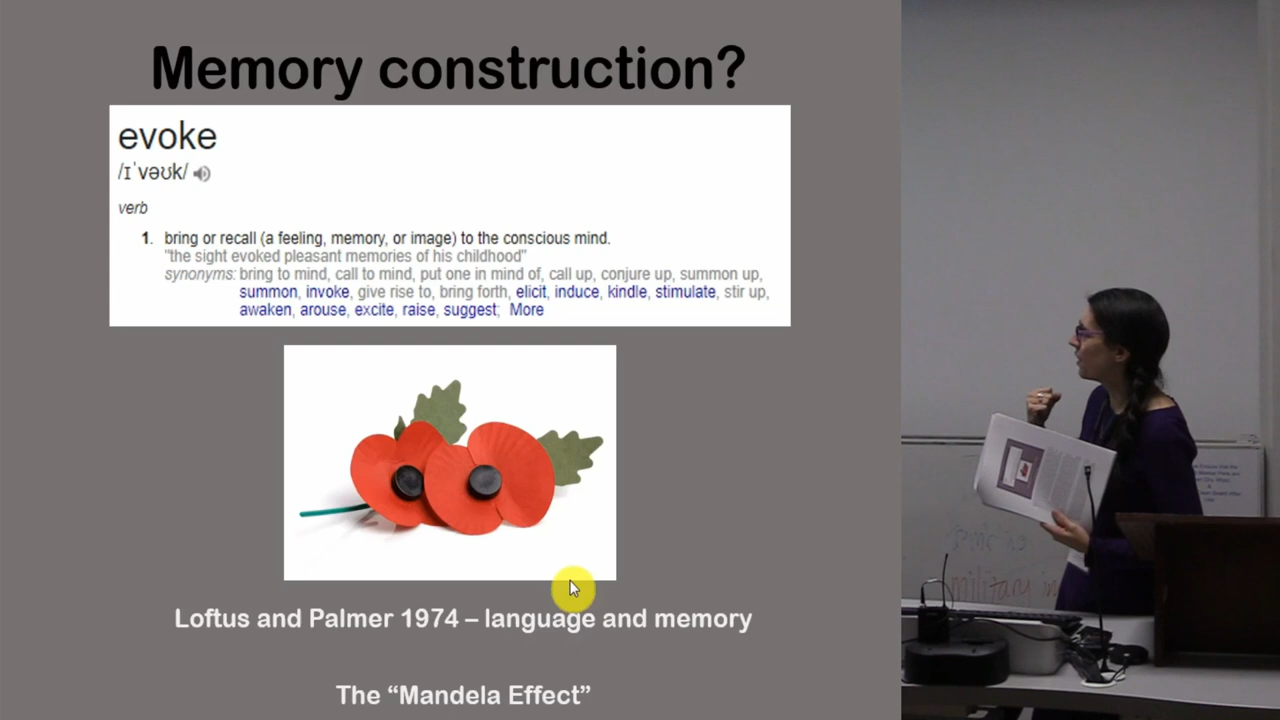 Memory construction?
evoke
/ɪˈvəʊk/
verb
1. bring or recall (a feeling, memory, or image) to the conscious mind.
"the sight evoked pleasant memories of his childhood"
synonyms: bring to mind, call to mind, put one in mind of, call up, conjure up, summon up,
summon, invoke, give rise to, bring forth, elicit, induce, kindle, stimulate, stir up,
awaken, arouse, excite, raise, suggest; More
Loftus and Palmer 1974 – language and memory
The “Mandela Effect”
military in